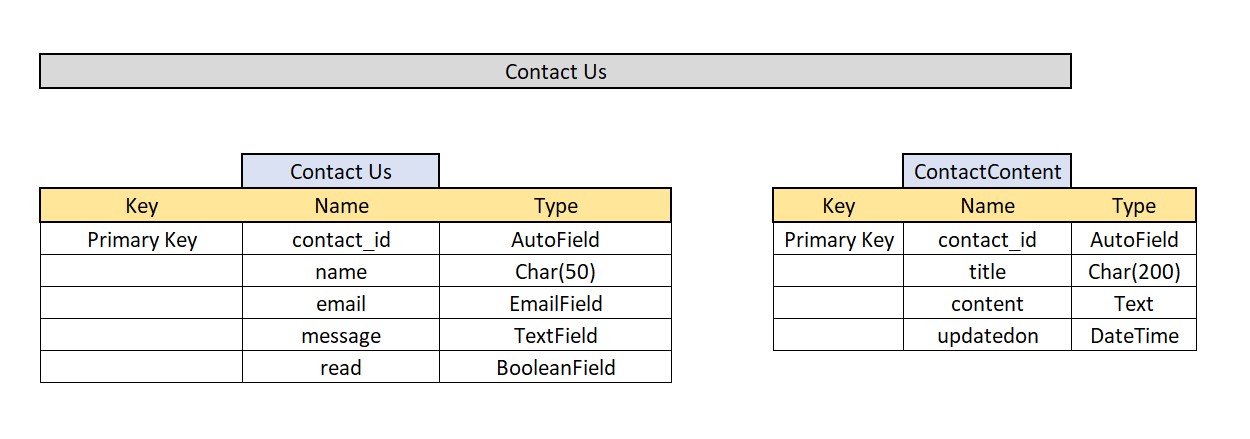 Contact Us
Contact Us
Key Name Type
Primary Key contact_id AutoField
name Char(50)
email EmailField
message TextField
read BooleanField
ContactContent
Key Name Type
Primary Key contact_id AutoField
title Char(200)
content Text
updatedon DateTime